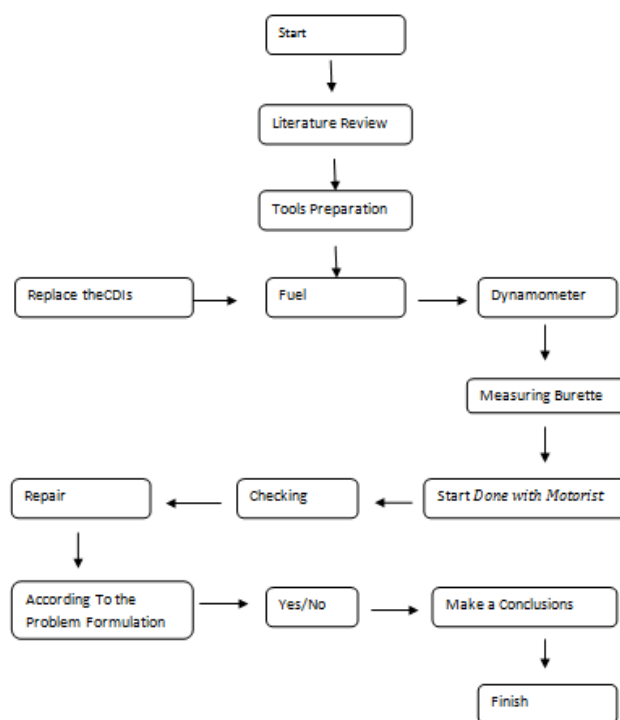 Start
Literature Review
Tools Preparation
Replace theCDIs
Fuel
Dynamometer
Measuring Burette
Start Done with Motorist
Checking
Repair
According To the
Problem Formulation
Yes/No
Make a Conclusions
Finish